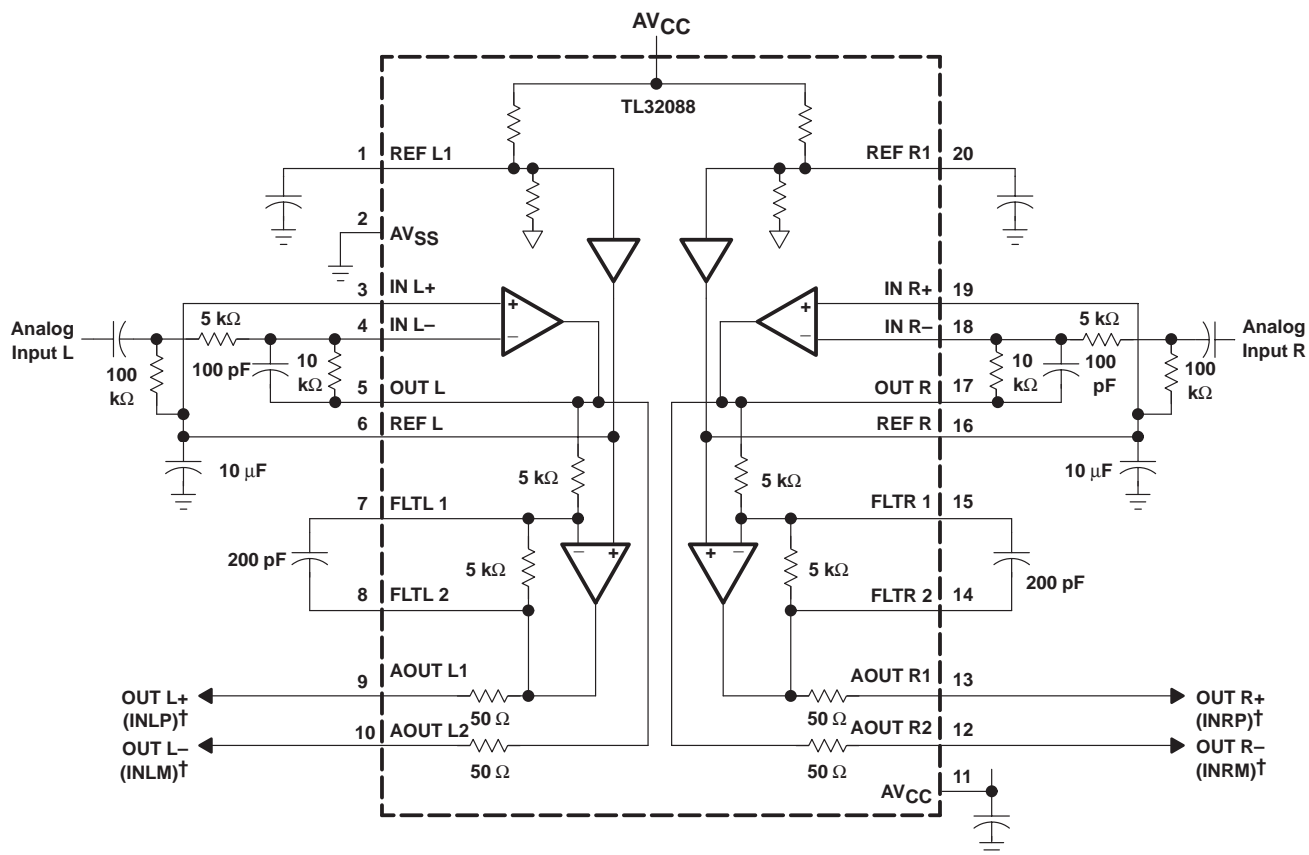 AVCC
TL32088
1 REF L1
REF R1 20
2 AVSS
3 IN L+
IN R+ 19
Analog
Input L
5 kΩ
4 IN L–
IN R– 18
5 kΩ
Analog
Input R
100
kΩ
100 pF
10
kΩ
5 OUT L
OUT R 17
10
kΩ
100
pF
100
kΩ
6 REF L
REF R 16
10 μF
5 kΩ
5 kΩ
10 μF
7 FLTL 1
FLTR 1 15
200 pF
5 kΩ
5 kΩ
200 pF
8 FLTL 2
FLTR 2 14
+
–
+
–
–
+
+
–
9 AOUT L1
AOUT R1 13
OUT L+
(INLP)†
50 Ω
50 Ω
OUT R+
(INRP)†
10 AOUT L2
AOUT R2 12
OUT L–
(INLM)†
50 Ω
50 Ω
OUT R–
(INRM)†
AVCC 11